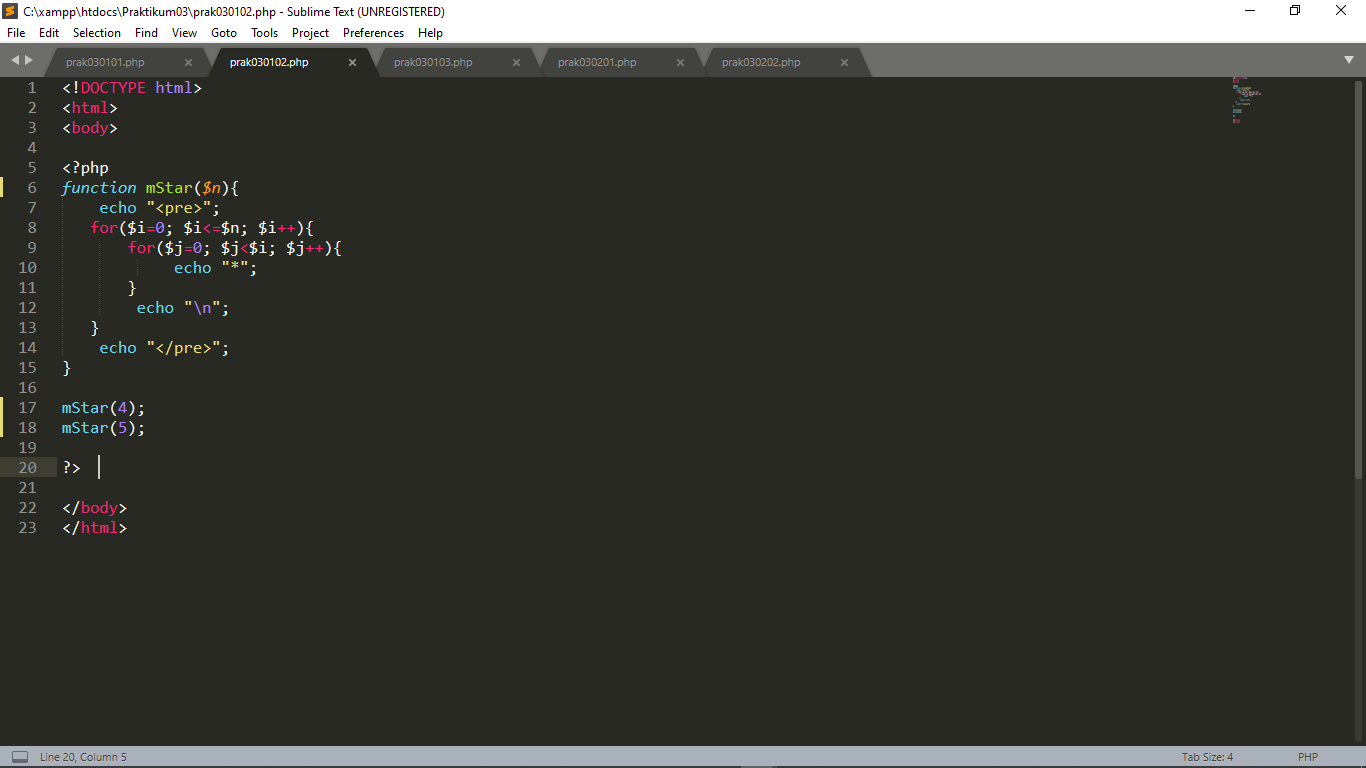 C:\xampp\htdocs\Praktikum03\prak030102.php - Sublime Text (UNREGISTERED)
File Edit Selection Find View Goto Tools Project Preferences Help
prak030101.php × prak030102.php × prak030103.php × prak030201.php × prak030202.php ×
1 <!DOCTYPE html>
2 <html>
3 <body>
4
5 <?php
6 function mStar($n){
7 echo "<pre>";
8 for($i=0; $i<=$n; $i++){
9 for($j=0; $j<$i; $j++){
10 echo "*";
11 }
12 echo "\n";
13 }
14 echo "</pre>";
15 }
16
17 mStar(4);
18 mStar(5);
19
20 ?>
21
22 </body>
23 </html>
Line 20, Column 5 Tab Size: 4 PHP